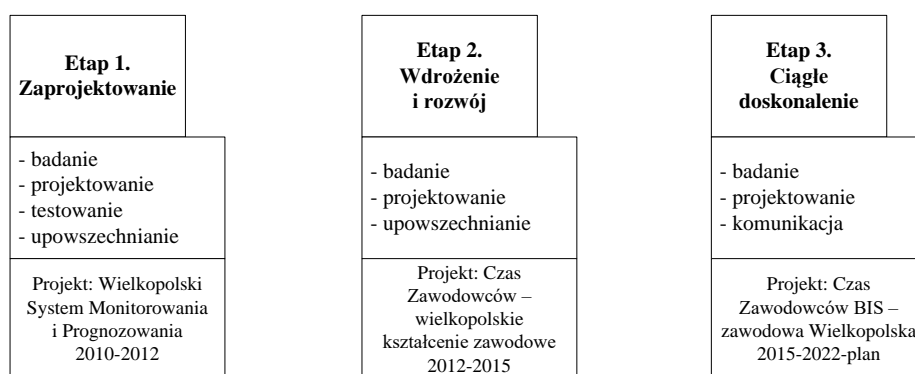 Etap 1.
Zaprojektowanie
- badanie
- projektowanie
- testowanie
- upowszechnianie
Projekt: Wielkopolski
System Monitorowania
i Prognozowania
2010-2012
Etap 2.
Wdrożenie
i rozwój
- badanie
- projektowanie
- upowszechnianie
Projekt: Czas
Zawodowców –
wielkopolskie
kształcenie zawodowe
2012-2015
Etap 3.
Ciągłe
doskonalenie
- badanie
- projektowanie
- komunikacja
Projekt: Czas
Zawodowców BIS –
zawodowa Wielkopolska
2015-2022-plan